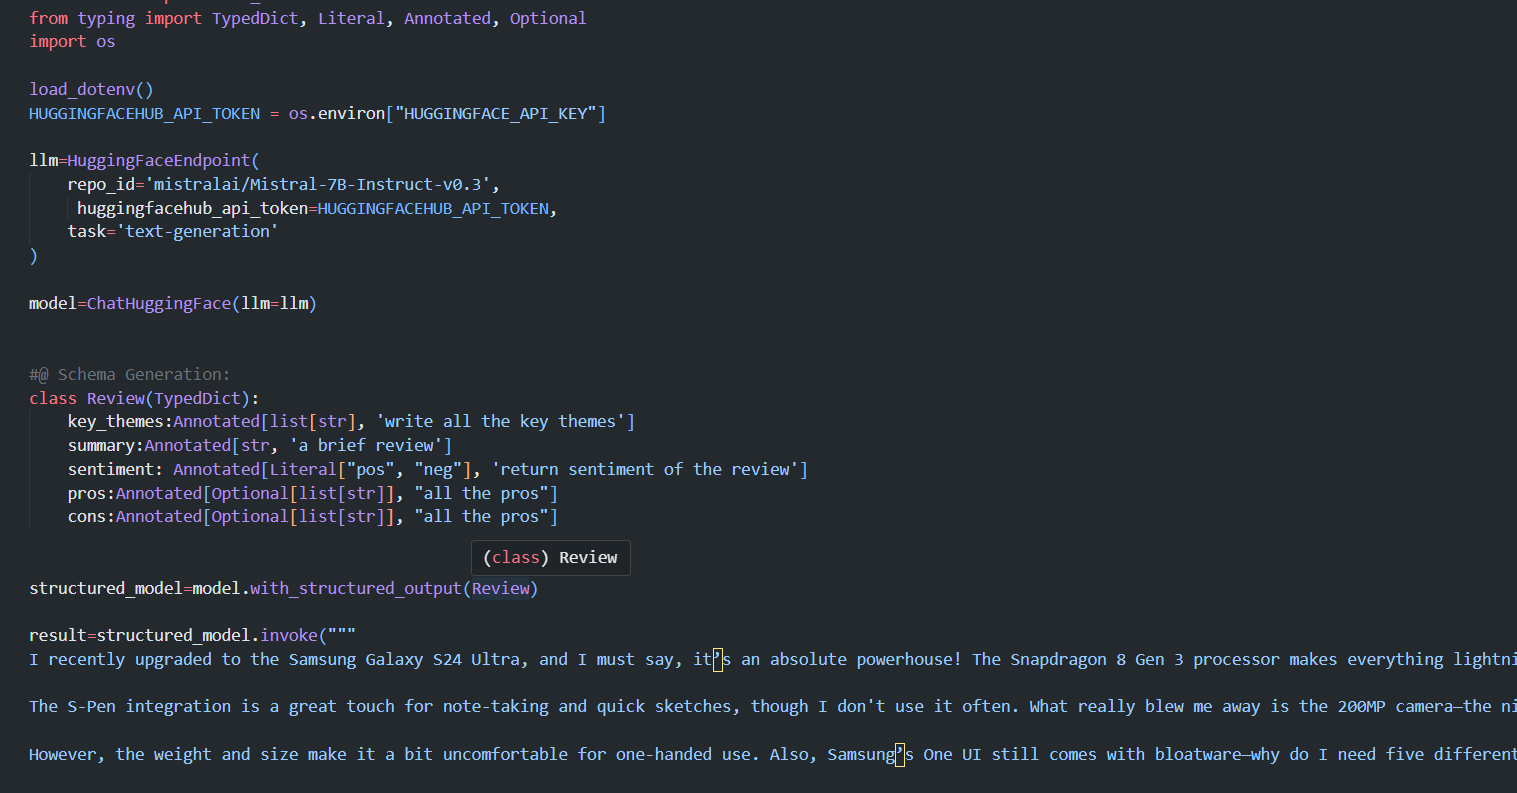 from typing import TypedDict, Literal, Annotated, Optional
import os
load_dotenv()
HUGGINGFACEHUB_API_TOKEN = os.environ["HUGGINGFACE_API_KEY"]
llm=HuggingFaceEndpoint(
    repo_id='mistralai/Mistral-7B-Instruct-v0.3',
     huggingfacehub_api_token=HUGGINGFACEHUB_API_TOKEN,
    task='text-generation'
)
model=ChatHuggingFace(llm=llm)
#@ Schema Generation:
class Review(TypedDict):
    key_themes:Annotated[list[str], 'write all the key themes']
    summary:Annotated[str, 'a brief review']
    sentiment: Annotated[Literal["pos", "neg"], 'return sentiment of the review']
    pros:Annotated[Optional[list[str]], "all the pros"]
    cons:Annotated[Optional[list[str]], "all the pros"]
(class) Review
structured_model=model.with_structured_output(Review)
result=structured_model.invoke("""
I recently upgraded to the Samsung Galaxy S24 Ultra, and I must say, it’s an absolute powerhouse! The Snapdragon 8 Gen 3 processor makes everything lightni
The S-Pen integration is a great touch for note-taking and quick sketches, though I don't use it often. What really blew me away is the 200MP camera—the ni
However, the weight and size make it a bit uncomfortable for one-handed use. Also, Samsung’s One UI still comes with bloatware—why do I need five different